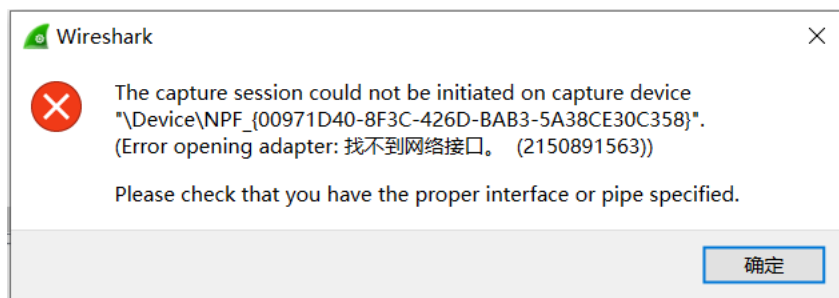 Wireshark
The capture session could not be initiated on capture device
"\Device\NPF_{00971D40-8F3C-426D-BAB3-5A38CE30C358}".
(Error opening adapter: 找不到网络接口。 (2150891563))
Please check that you have the proper interface or pipe specified.
确定